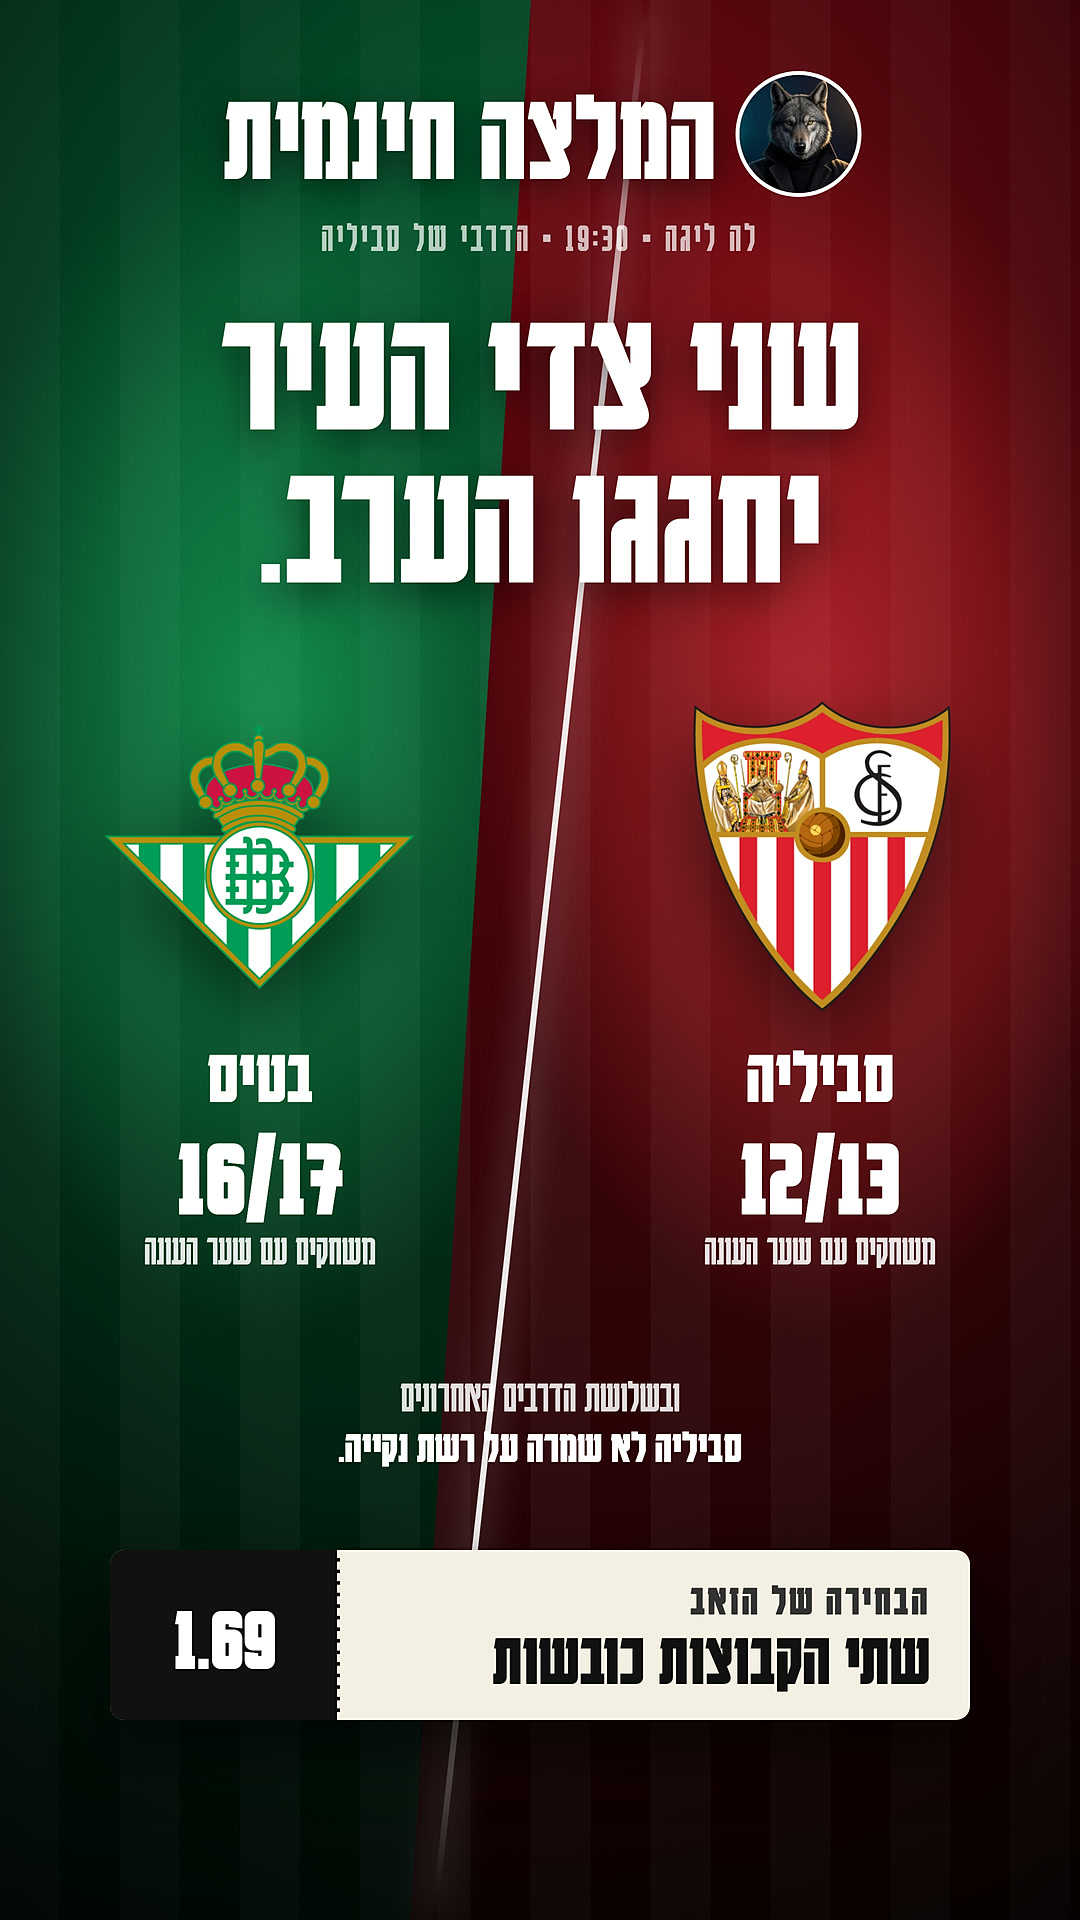 המלצה חינמית
לה ליגה • 19:30 • הדרבי של סביליה
שני צדי העיר
יחגגו הערב.
סביליה
12/13
משחקים עם שער העונה
בטיס
16/17
משחקים עם שער העונה
ובשלושת הדרבים האחרונים
סביליה לא שמרה על רשת נקייה.
הבחירה של הזאב
שתי הקבוצות כובשות
1.69